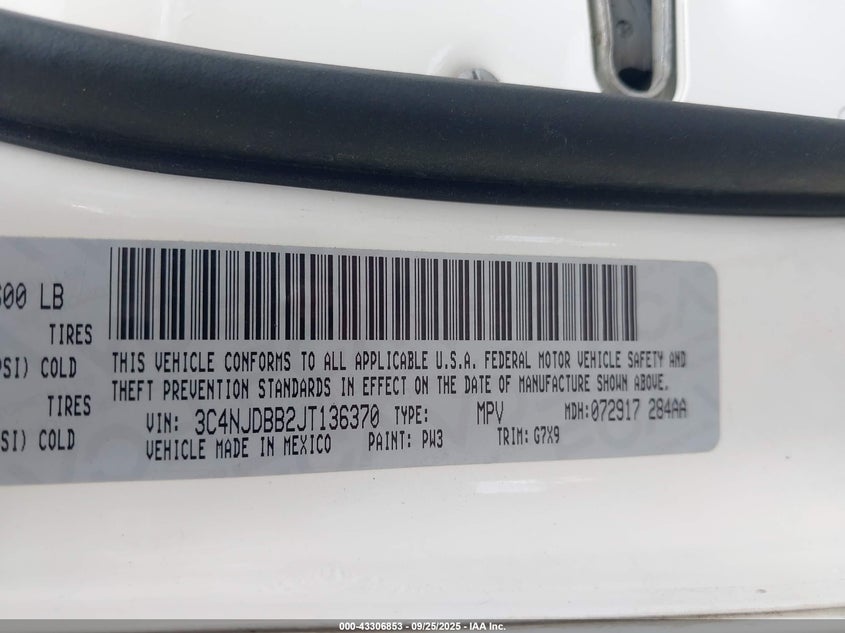 600 LB
TIRES
PSI) COLD
TIRES
SI) COLD
THIS VEHICLE CONFORMS TO ALL APPLICABLE U.S.A. FEDERAL MOTOR VEHICLE SAFETY AND
THEFT PREVENTION STANDARDS IN EFFECT ON THE DATE OF MANUFACTURE SHOWN ABOVE.
VIN: 3C4NJDBB2JT136370 TYPE: MPV MDH:072917 284AA
VEHICLE MADE IN MEXICO PAINT: PW3 TRIM: G7X9
000-43306853 - 09/25/2025 - IAA Inc.